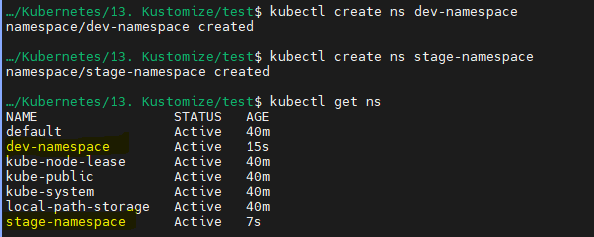 …/Kubernetes/13. Kustomize/test$ kubectl create ns dev-namespace
namespace/dev-namespace created
…/Kubernetes/13. Kustomize/test$ kubectl create ns stage-namespace
namespace/stage-namespace created
…/Kubernetes/13. Kustomize/test$ kubectl get ns
NAME STATUS AGE
default Active 40m
dev-namespace Active 15s
kube-node-lease Active 40m
kube-public Active 40m
kube-system Active 40m
local-path-storage Active 40m
stage-namespace Active 7s